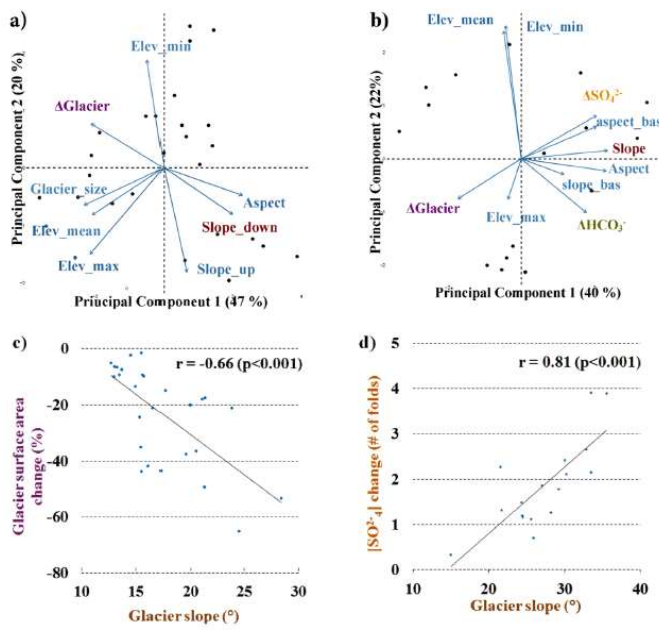 a)
Elev_min
ΔGlacier
Glacier_size
Elev_mean
Elev_max
Aspect
Slope_down
Slope_up
Principal Component 2 (20 %)
Principal Component 1 (47 %)
b)
Elev_mean
Elev_min
ΔSO₄²⁻
aspect_bas
Slope
Aspect
slope_bas
ΔGlacier
Elev_max
ΔHCO₃⁻
Principal Component 2 (22%)
Principal Component 1 (40 %)
c)
r = -0.66 (p<0.001)
0
-20
-40
-60
-80
10
15
20
25
30
Glacier surface area
change (%)
Glacier slope (°)
d)
r = 0.81 (p<0.001)
5
4
3
2
1
0
10
20
30
40
[SO²⁻₄] change (# of folds)
Glacier slope (°)